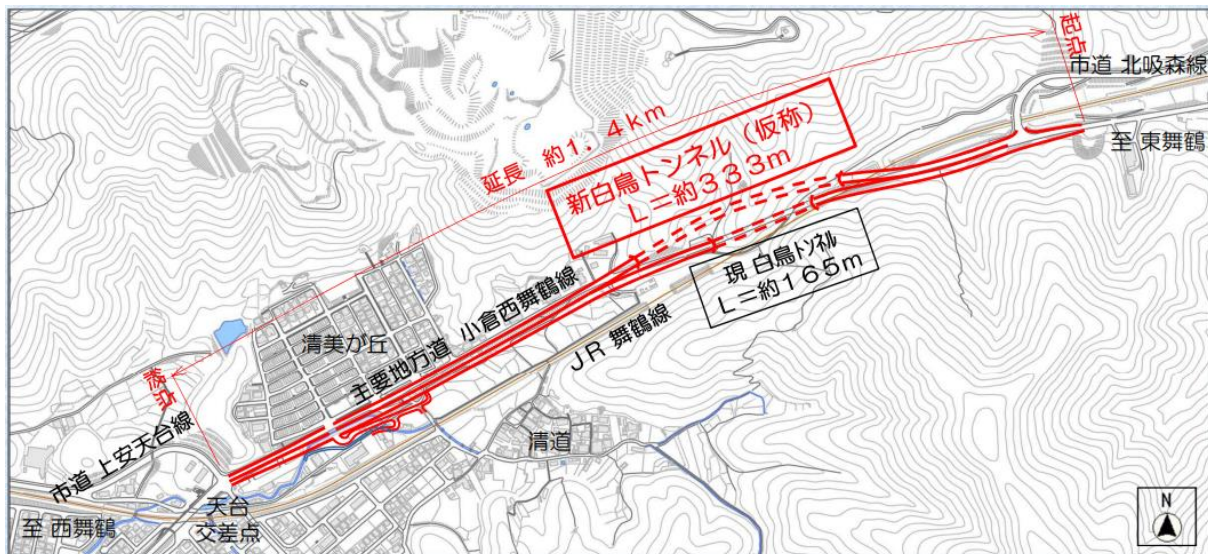 起点
市道 北吸森線
至 東舞鶴
延長 約1.4km
新白鳥トンネル（仮称）
L=約333m
現 白鳥トンネル
L=約165m
主要地方道 小倉西舞鶴線
JR 舞鶴線
清美が丘
終点
市道 上安天台線
清道
天台
交差点
至 西舞鶴
N